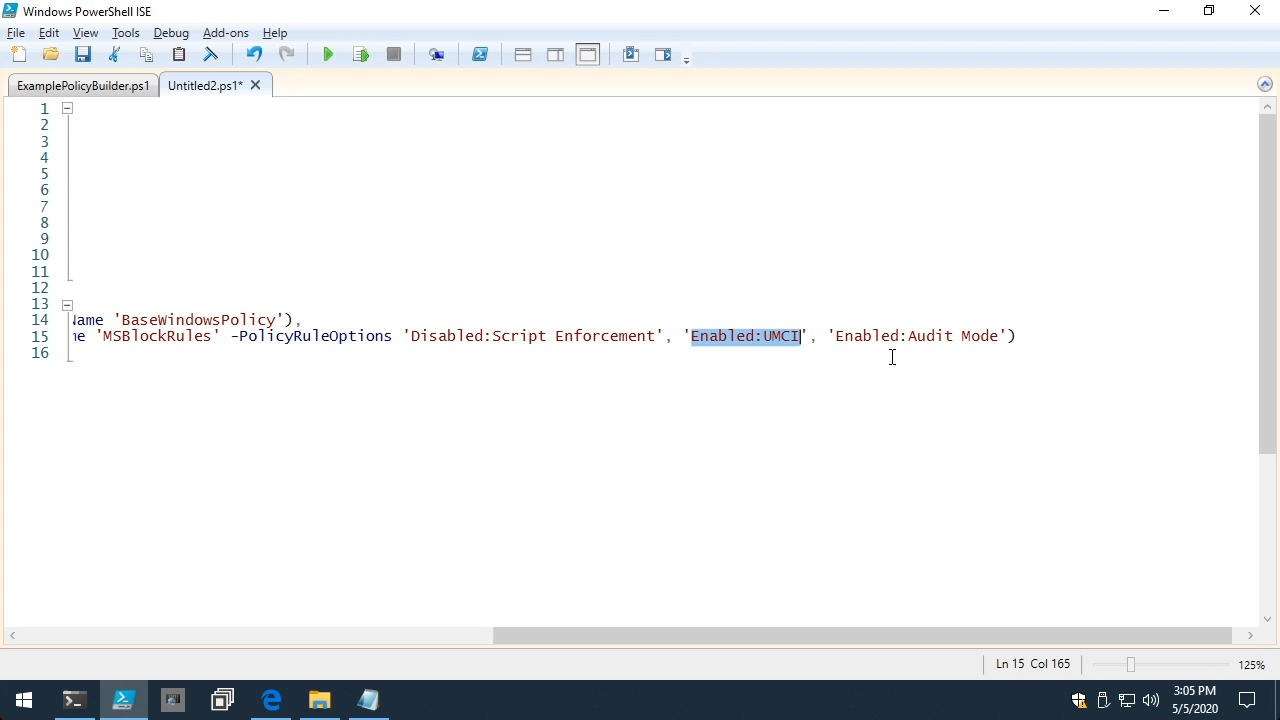 Windows PowerShell ISE
File Edit View Tools Debug Add-ons Help
ExamplePolicyBuilder.ps1 Untitled2.ps1*
1
2
3
4
5
6
7
8
9
10
11
12
13
14 Name 'BaseWindowsPolicy'),
15 'MSBlockRules' -PolicyRuleOptions 'Disabled:Script Enforcement', 'Enabled:UMCI', 'Enabled:Audit Mode')
16
Ln 15 Col 165 125%
3:05 PM
5/5/2020